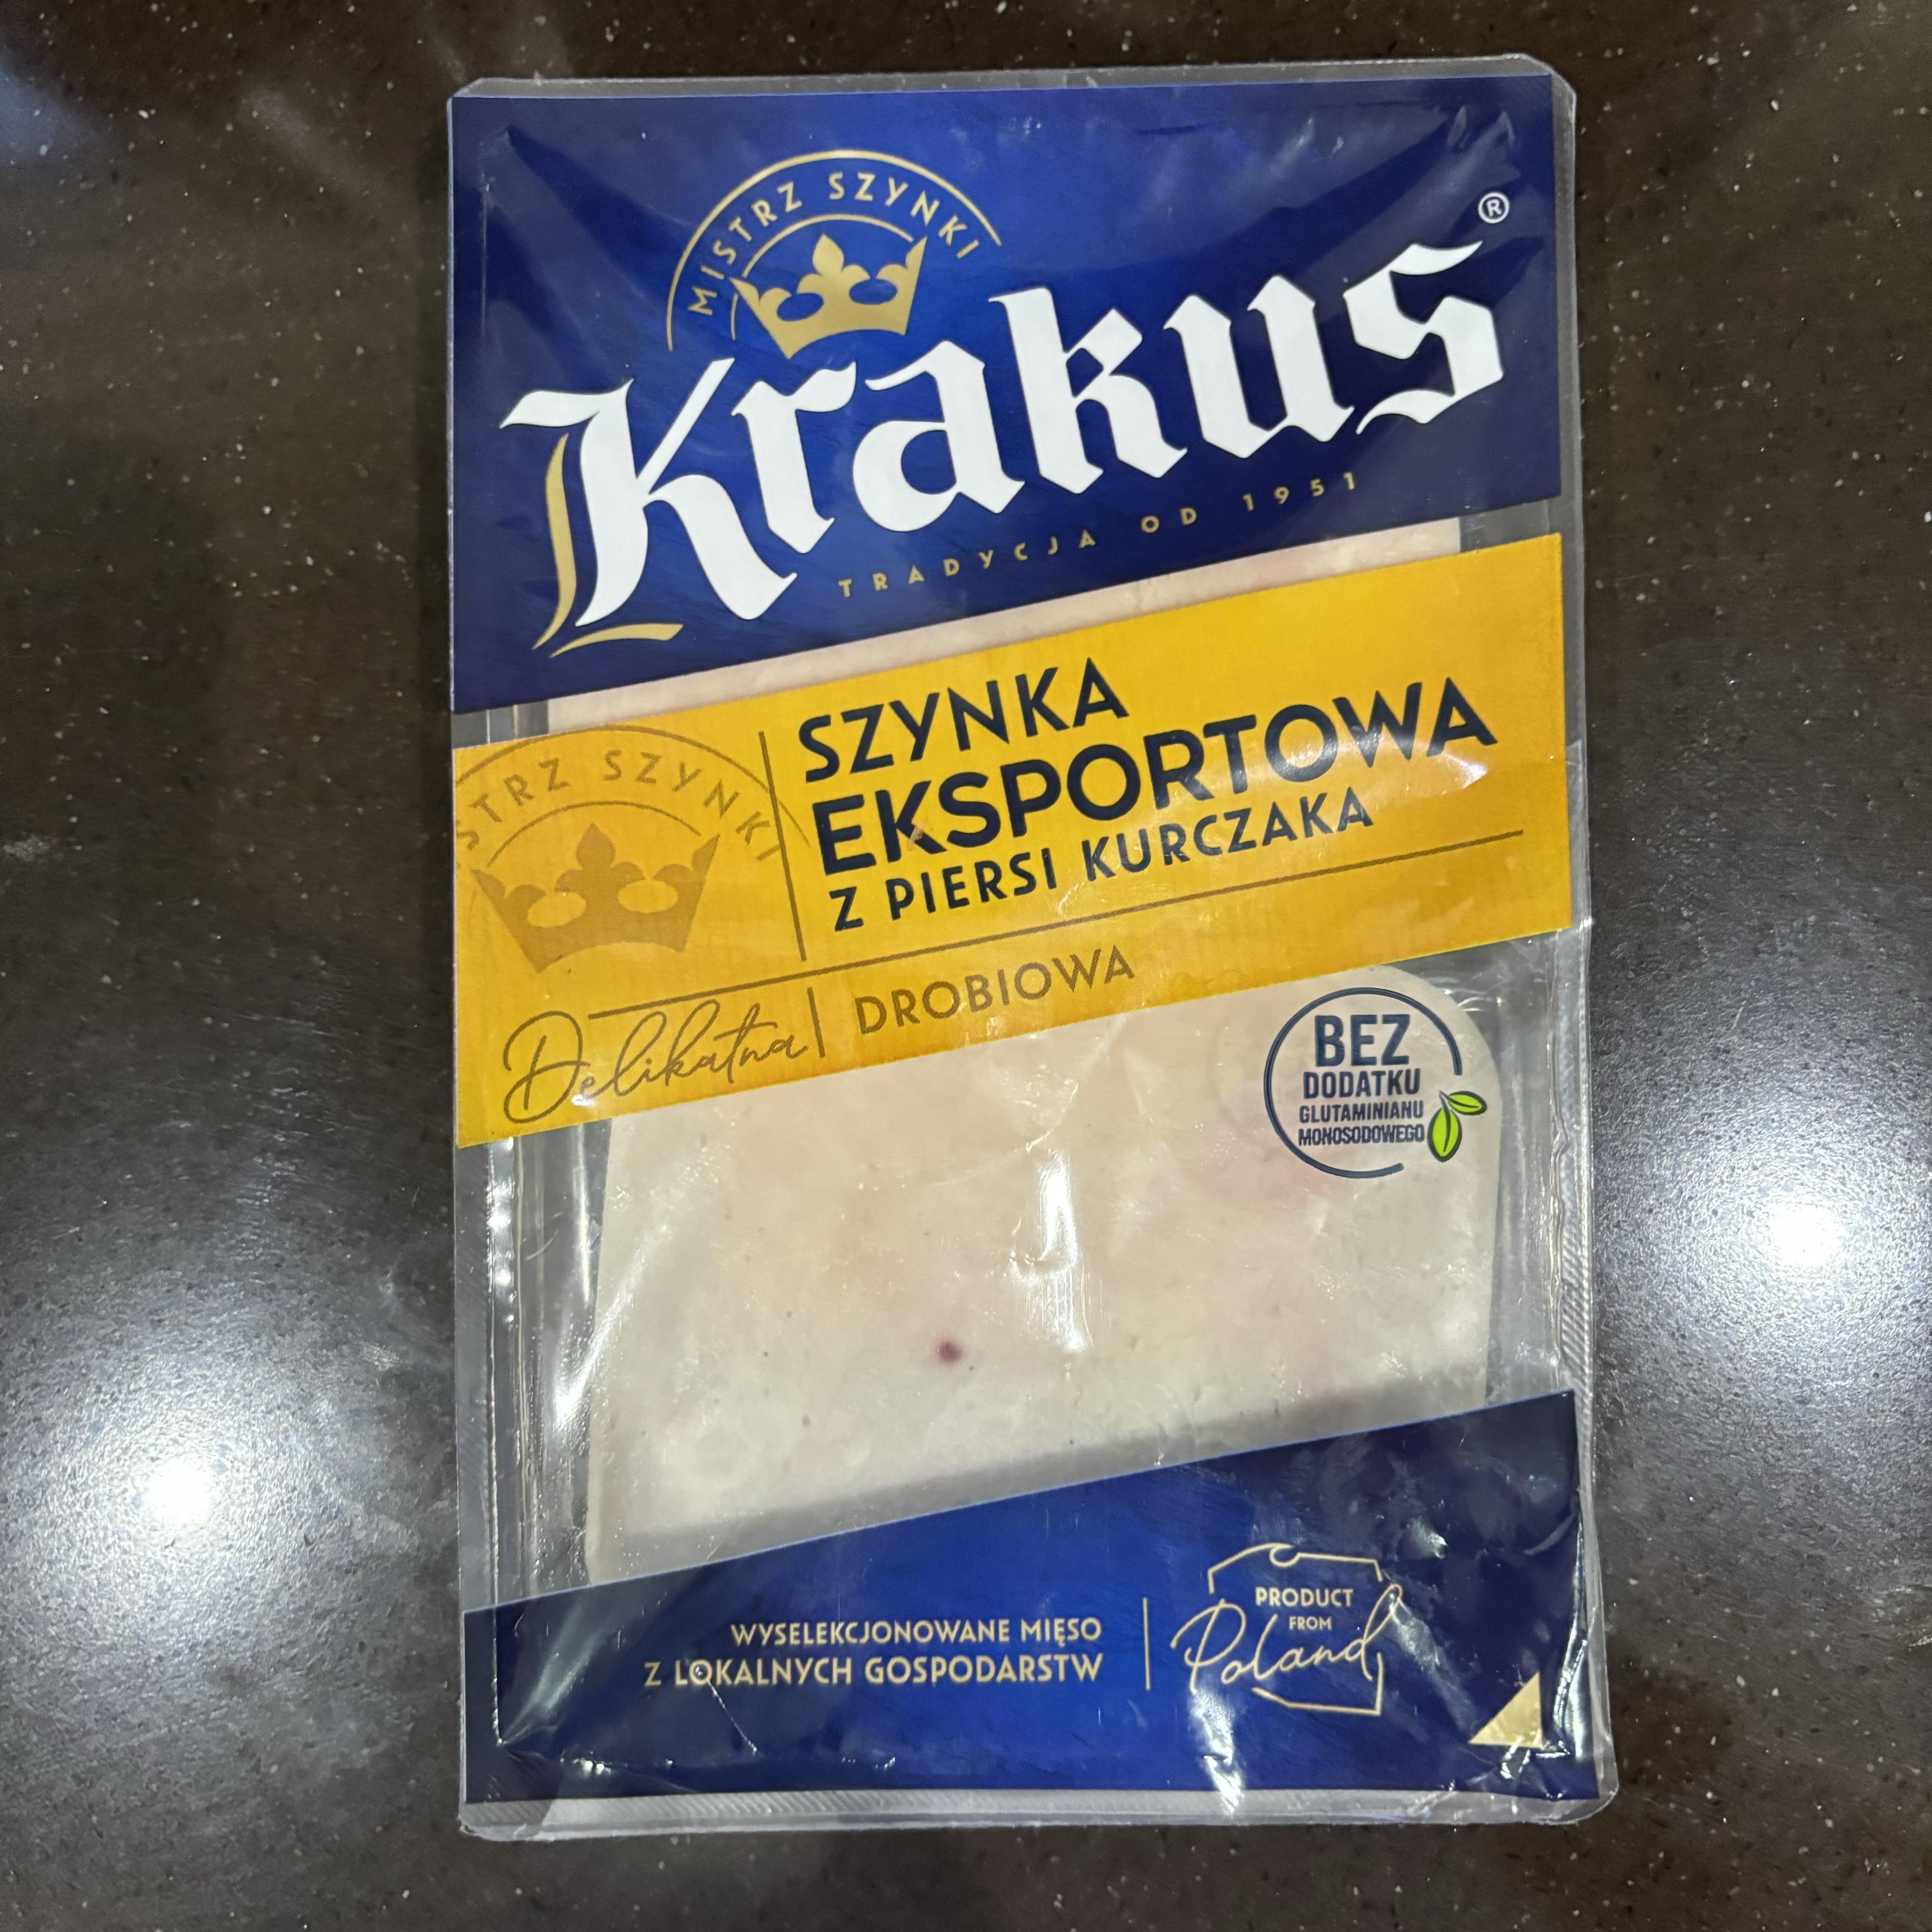 MISTRZ SZYNKI
Krakus®
TRADYCJA OD 1951
STRZ SZYNKI
SZYNKA
EKSPORTOWA
Z PIERSI KURCZAKA
Delikatna | DROBIOWA
BEZ
DODATKU
GLUTAMINIANU
MONOSODOWEGO
WYSELEKCJONOWANE MIĘSO
Z LOKALNYCH GOSPODARSTW
PRODUCT
FROM
Poland